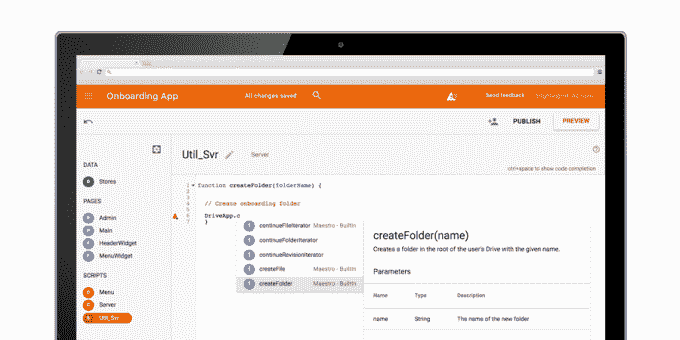 Onboarding App
All changes saved
Send feedback
PUBLISH
PREVIEW
Util_Svr
Server
ctrl+space to show code completion
DATA
Stores
PAGES
Admin
Main
HeaderWidget
MenuWidget
SCRIPTS
Menu
Server
Util_Svr
1
function createFolder(folderName) {
2
3
// Create onboarding folder
4
5
DriveApp.c
6
}
7
continueFileIterator Maestro - BuiltIn
continueFolderIterator
continueRevisionIterator
createFile Maestro - BuiltIn
createFolder Maestro - BuiltIn
createFolder(name)
Creates a folder in the root of the user's Drive with the given name.
Parameters
Name Type Description
name String The name of the new folder